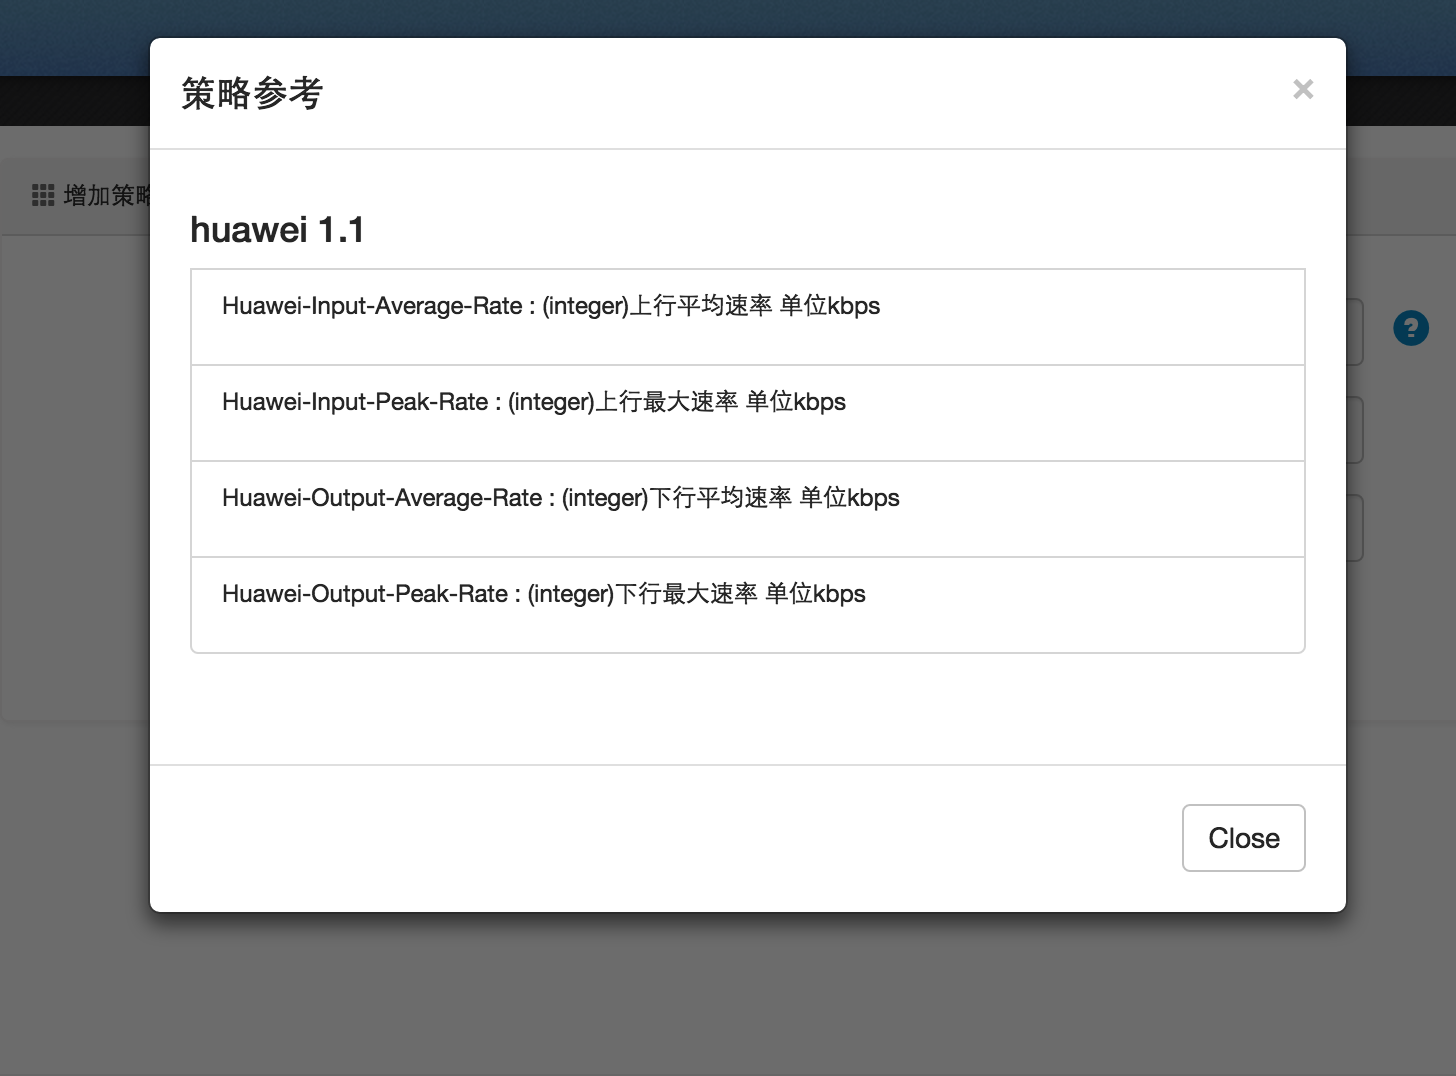 策略参考
×
增加策略
huawei 1.1
Huawei-Input-Average-Rate : (integer)上行平均速率 单位kbps
Huawei-Input-Peak-Rate : (integer)上行最大速率 单位kbps
Huawei-Output-Average-Rate : (integer)下行平均速率 单位kbps
Huawei-Output-Peak-Rate : (integer)下行最大速率 单位kbps
Close